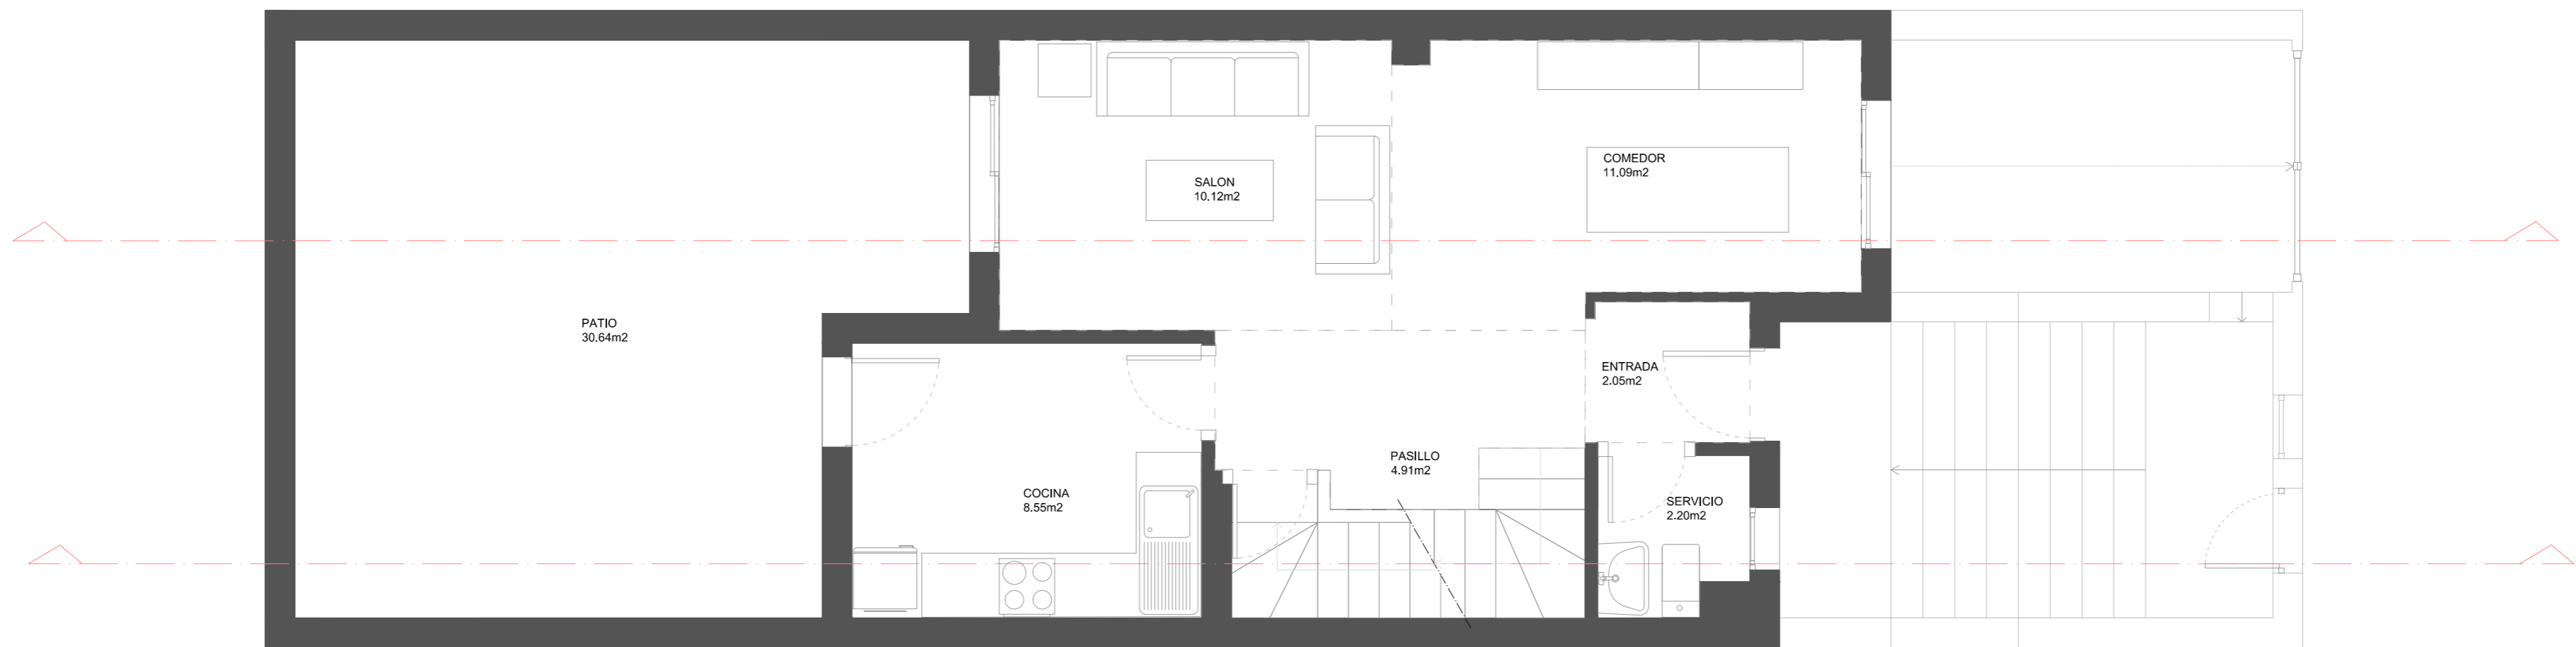 COMEDOR
11.09m2
SALON
10.12m2
PATIO
30.64m2
ENTRADA
2.05m2
PASILLO
4.91m2
COCINA
8.55m2
SERVICIO
2.20m2